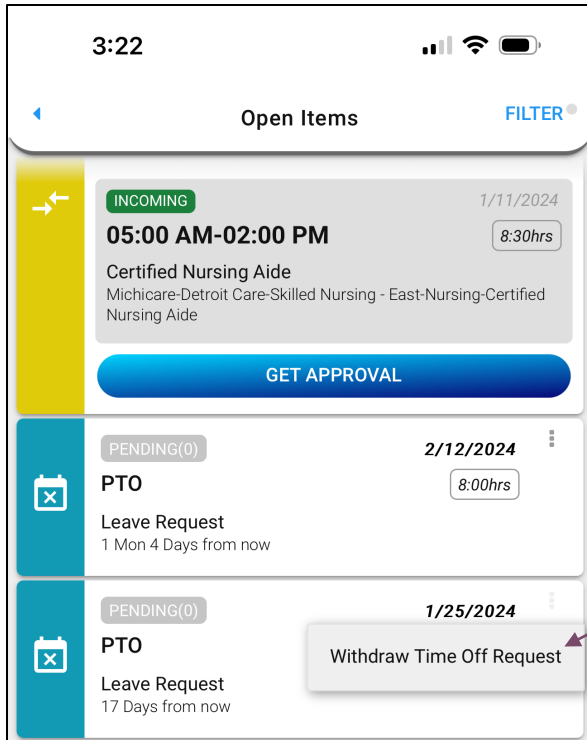 3:22
Open Items
FILTER
INCOMING
1/11/2024
05:00 AM-02:00 PM
8:30hrs
Certified Nursing Aide
Michicare-Detroit Care-Skilled Nursing - East-Nursing-Certified
Nursing Aide
GET APPROVAL
PENDING(0)
2/12/2024
PTO
8:00hrs
Leave Request
1 Mon 4 Days from now
PENDING(0)
1/25/2024
PTO
Withdraw Time Off Request
Leave Request
17 Days from now